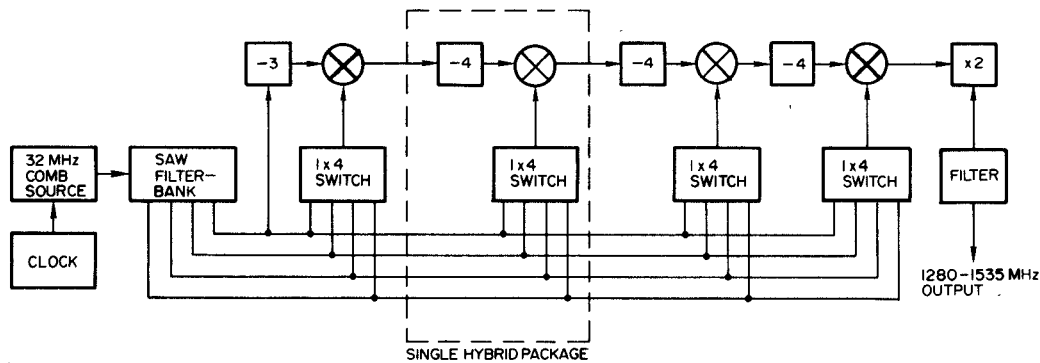 -3
-4
-4
-4
x2
32 MHz
COMB
SOURCE
SAW
FILTER-
BANK
1x4
SWITCH
1x4
SWITCH
1x4
SWITCH
1x4
SWITCH
FILTER
CLOCK
1280-1535 MHz
OUTPUT
SINGLE HYBRID PACKAGE